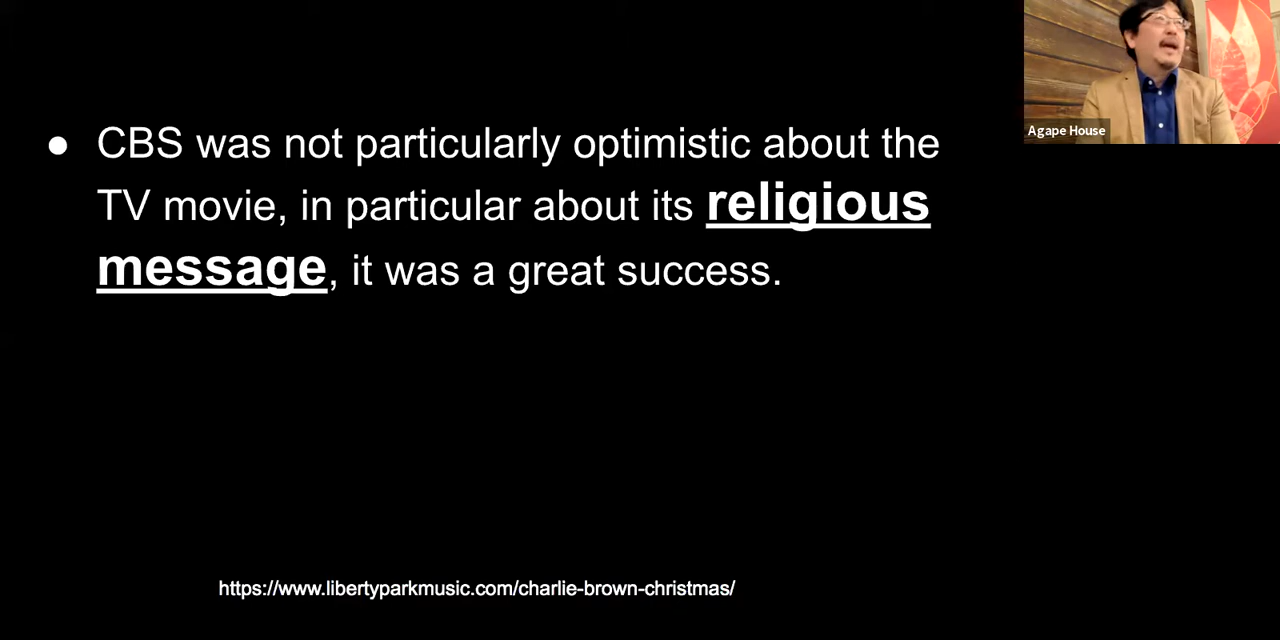 ● CBS was not particularly optimistic about the
TV movie, in particular about its religious
message, it was a great success.
Agape House
https://www.libertyparkmusic.com/charlie-brown-christmas/